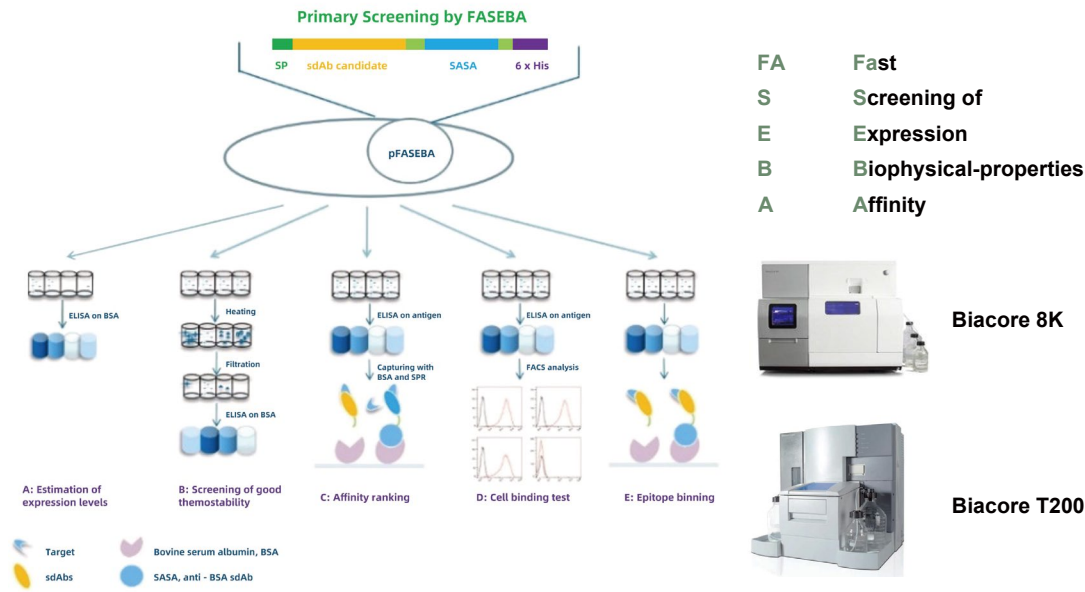 Primary Screening by FASEBA
SP
sdAb candidate
SASA
6 x His
pFASEBA
FA Fast
S Screening of
E Expression
B Biophysical-properties
A Affinity
ELISA on BSA
A: Estimation of
expression levels
Heating
Filtration
ELISA on BSA
B: Screening of good
themostability
ELISA on antigen
Capturing with
BSA and SPR
C: Affinity ranking
ELISA on antigen
FACS analysis
D: Cell binding test
E: Epitope binning
Target
sdAbs
Bovine serum albumin, BSA
SASA, anti - BSA sdAb
Biacore 8K
Biacore T200